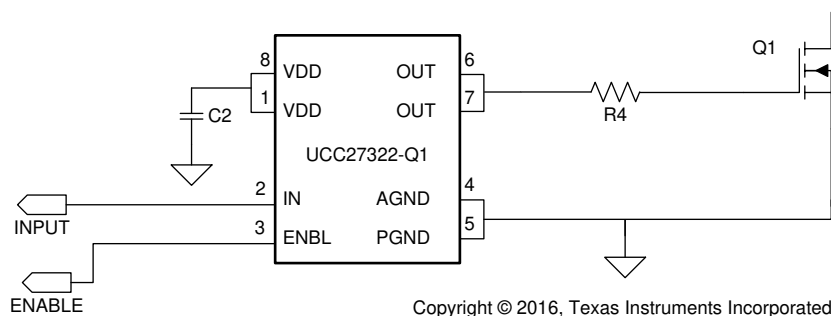 Q1
8
VDD
OUT
6
1
VDD
OUT
7
C2
R4
UCC27322-Q1
2
IN
AGND
4
INPUT
3
ENBL
PGND
5
ENABLE
Copyright © 2016, Texas Instruments Incorporated